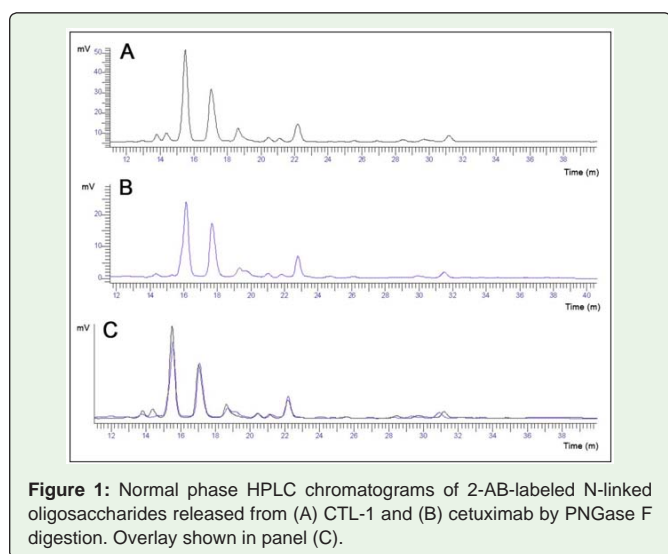 A
mV
50
40
30
20
10
12 14 16 18 20 22 24 26 28 30 32 34 36 38
Time (m)
B
mV
20
10
0
12 14 16 18 20 22 24 26 28 30 32 34 36 38 40
Time (m)
C
mV
12 14 16 18 20 22 24 26 28 30 32 34 36 38
Time (m)
Figure 1: Normal phase HPLC chromatograms of 2-AB-labeled N-linked
oligosaccharides released from (A) CTL-1 and (B) cetuximab by PNGase F
digestion. Overlay shown in panel (C).